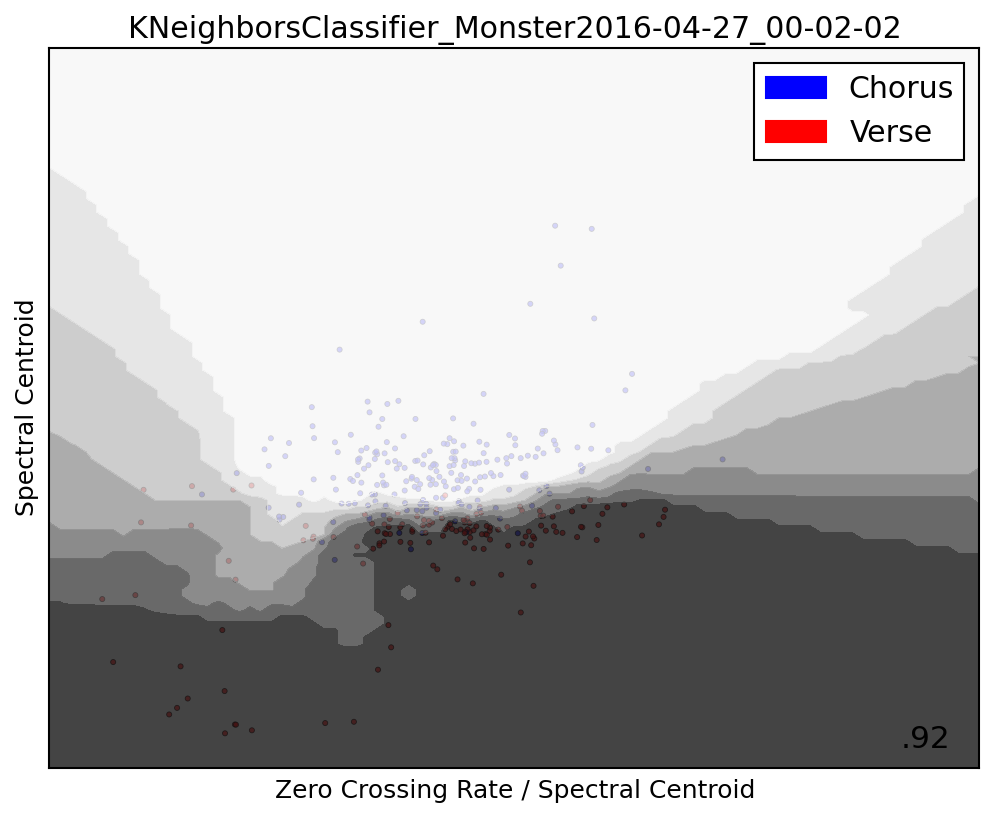 KNeighborsClassifier_Monster2016-04-27_00-02-02
Chorus
Verse
Spectral Centroid
.92
Zero Crossing Rate / Spectral Centroid